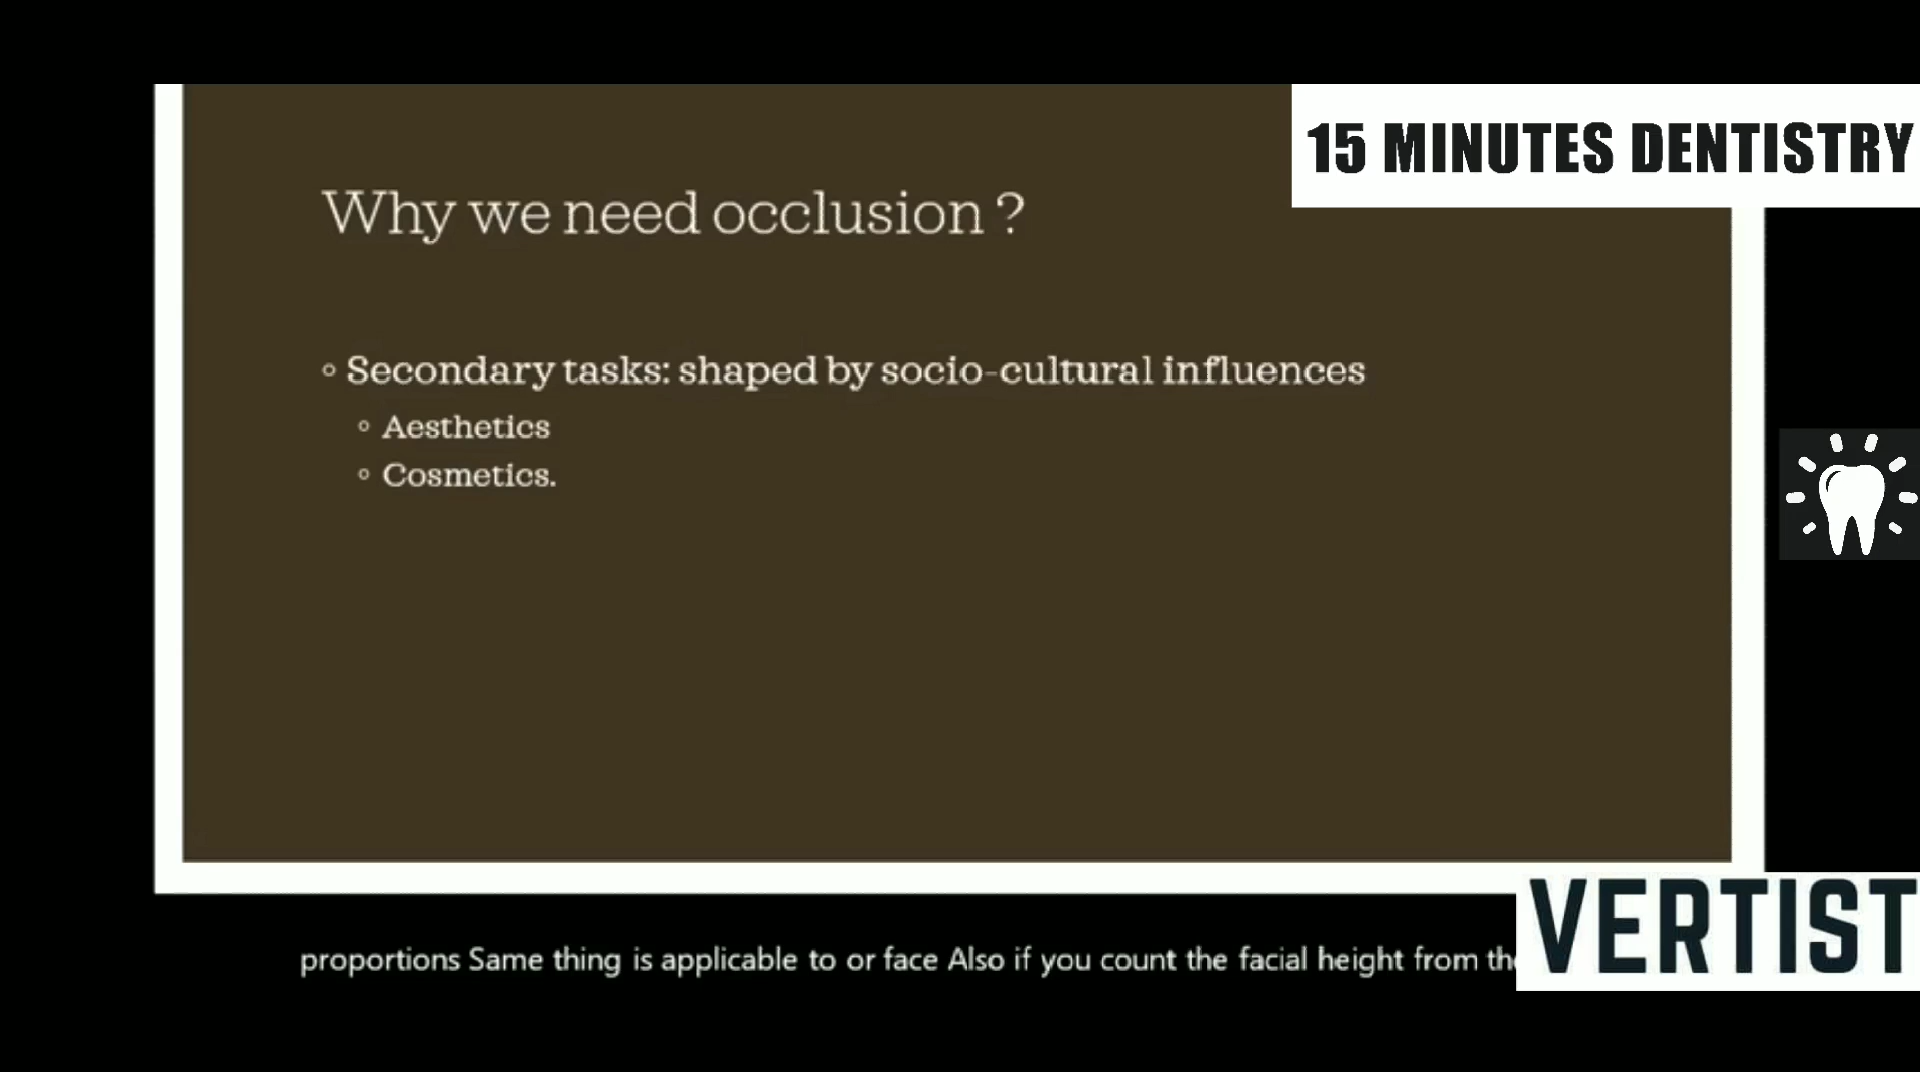 15 MINUTES DENTISTRY
Why we need occlusion ?
Secondary tasks: shaped by socio-cultural influences
Aesthetics
Cosmetics.
VERTIST
proportions Same thing is applicable to or face Also if you count the facial height from